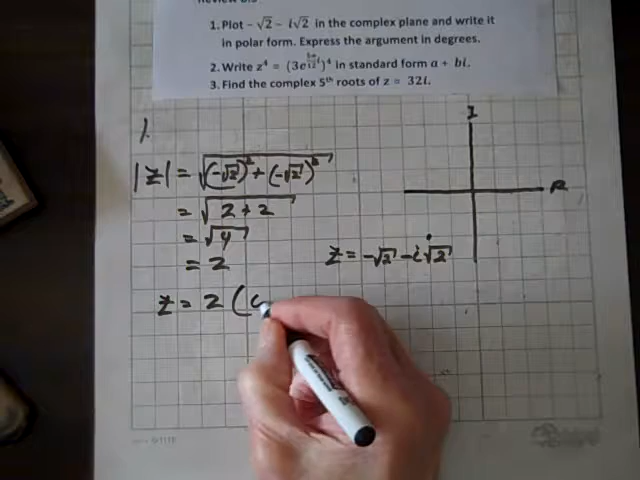 1. Plot − √2 − i√2 in the complex plane and write it
in polar form. Express the argument in degrees.
2. Write z⁴ = (3e^(5π/12 i))⁴ in standard form a + bi.
3. Find the complex 5th roots of z = 32i.
1.
I
R
|z| = √((-√2)² + (-√2)²)
= √(2+2)
= √4
= 2
z = -√2 - i√2
z = 2 (c